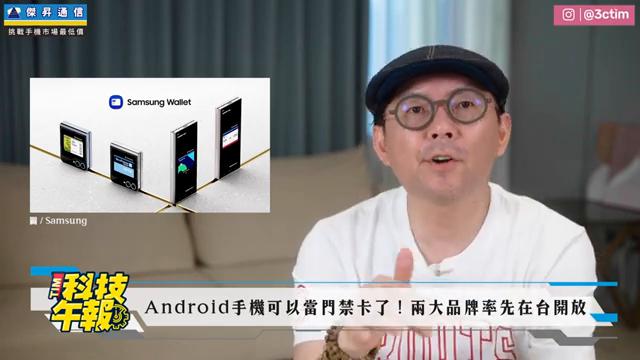 傑昇通信
挑戰手機市場最低價
@3ctim
Samsung Wallet
圖 / Samsung
TIM
科技
午報
Android手機可以當門禁卡了！兩大品牌率先在台開放